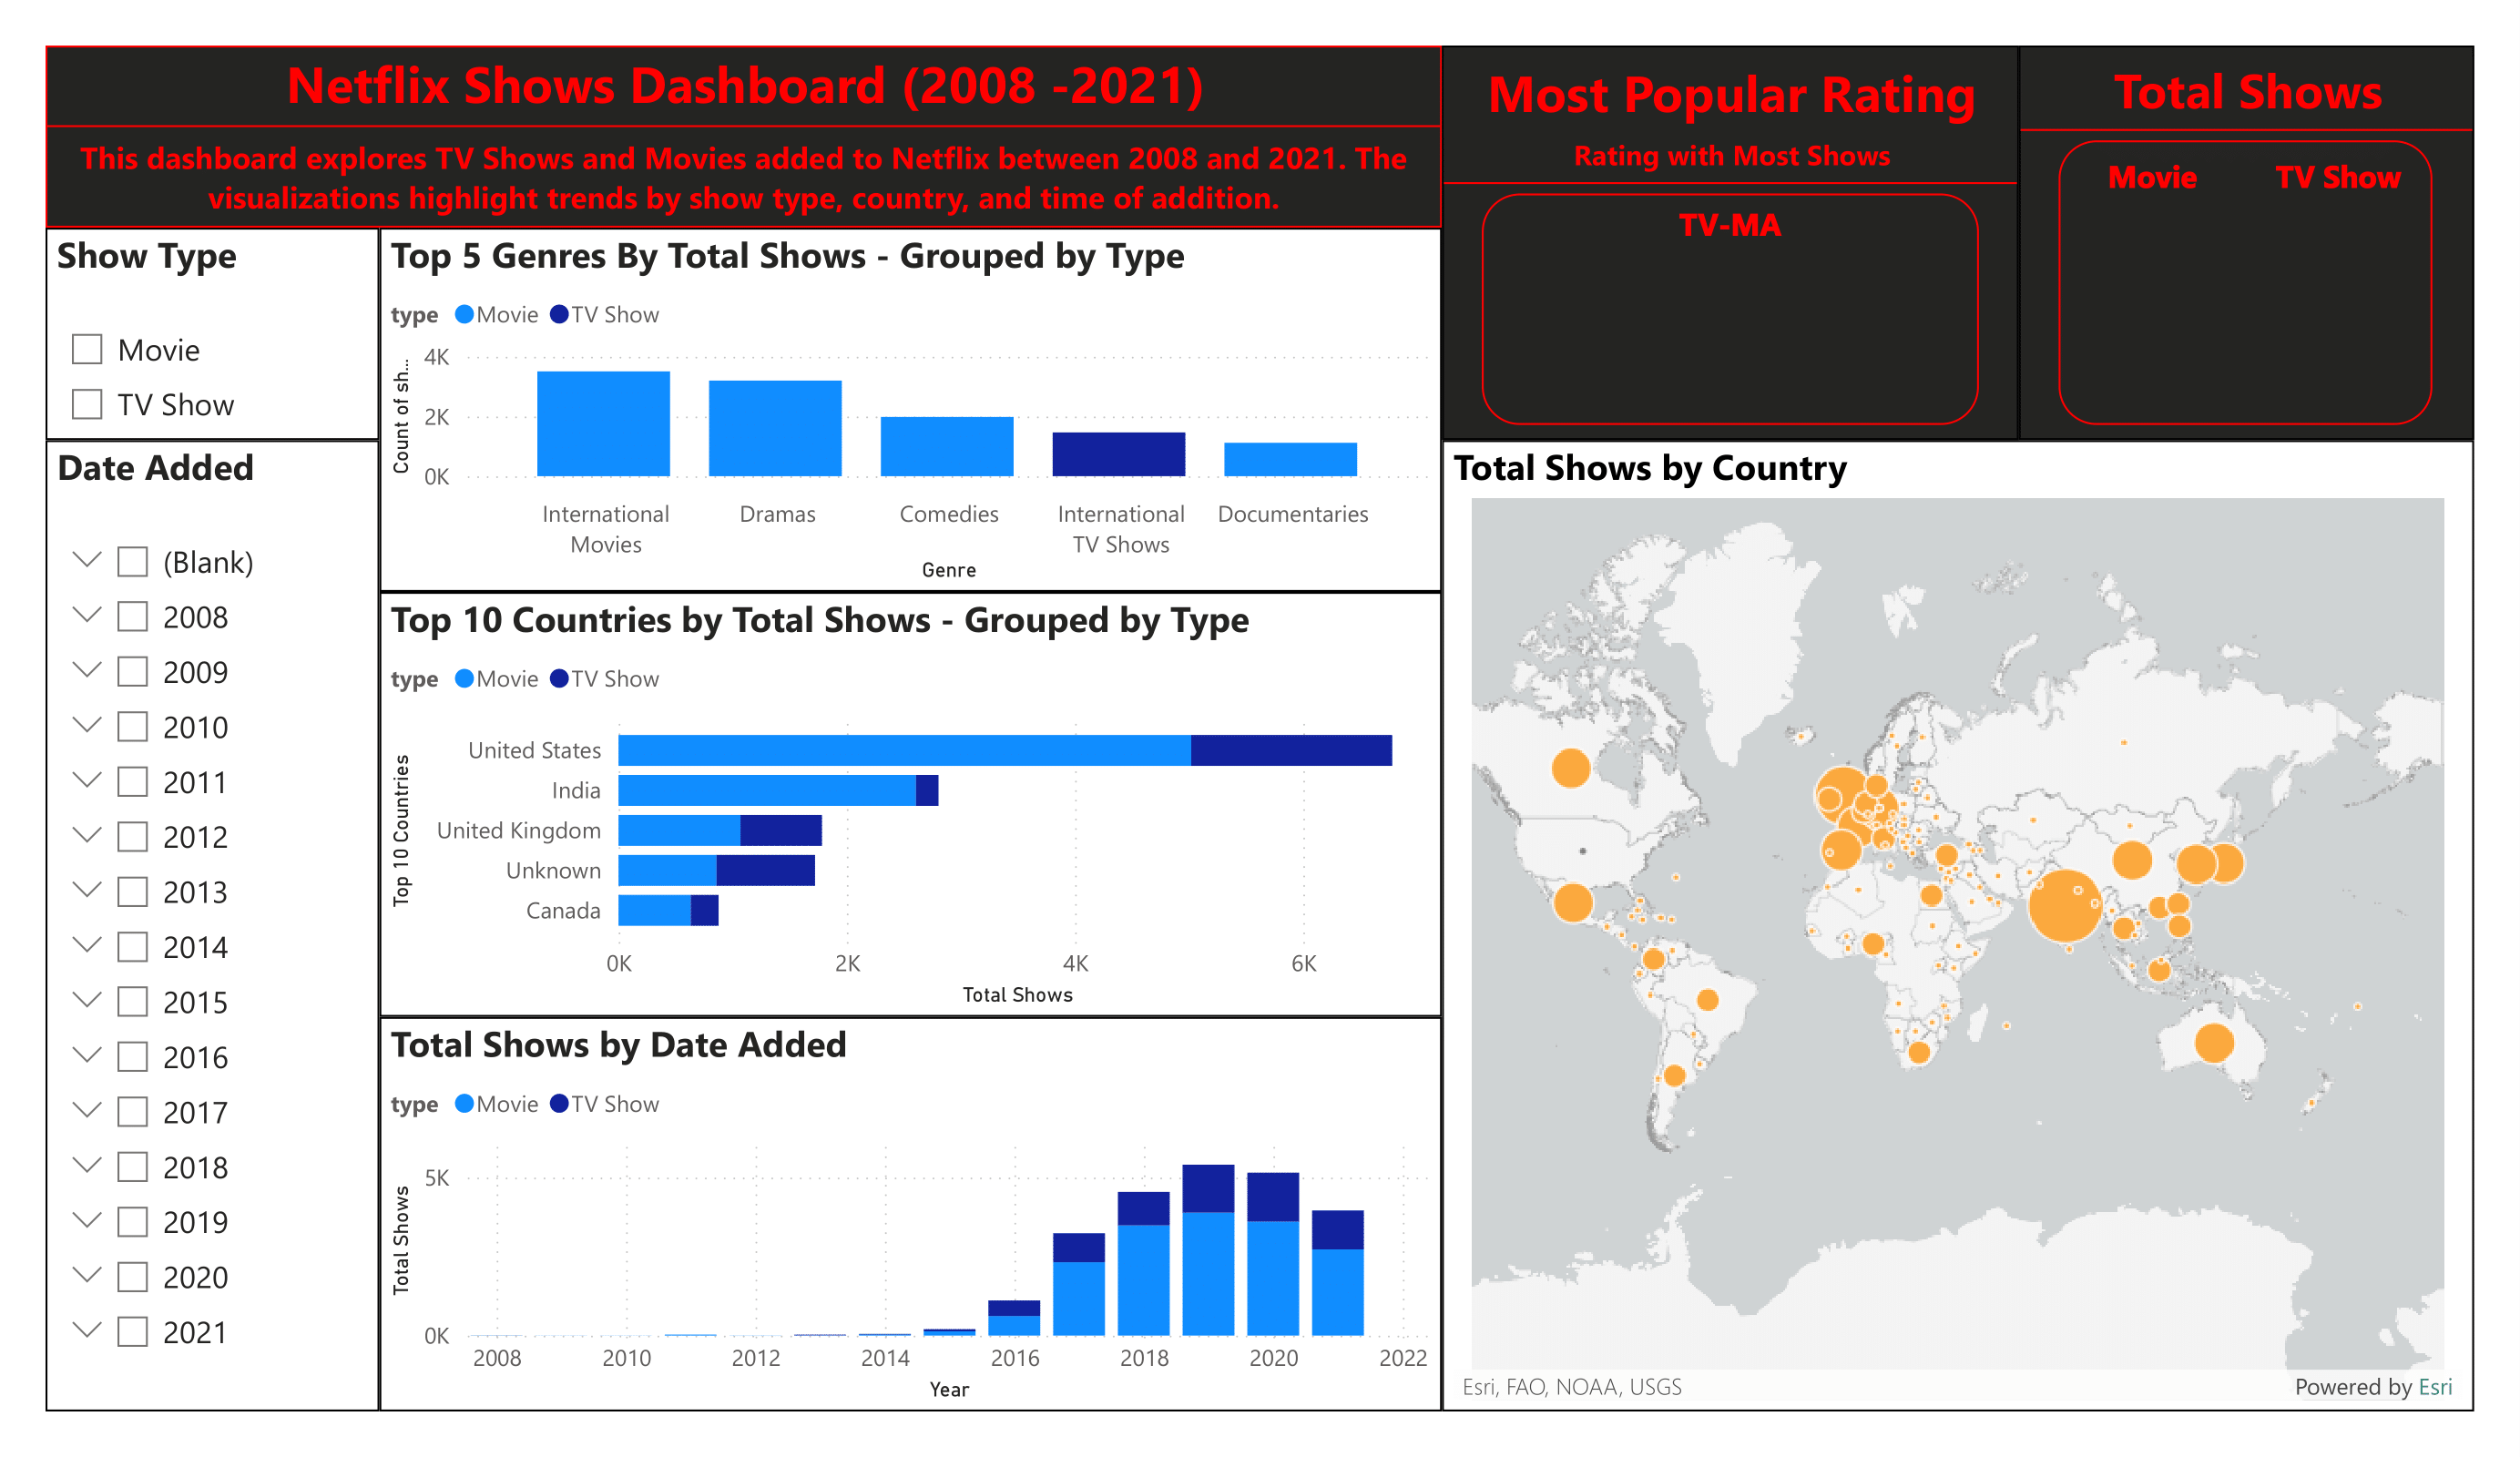 Netflix Shows Dashboard (2008 -2021)
This dashboard explores TV Shows and Movies added to Netflix between 2008 and 2021. The
visualizations highlight trends by show type, country, and time of addition.
Most Popular Rating
Rating with Most Shows
TV-MA
Total Shows
Movie TV Show
Show Type
Movie
TV Show
Date Added
(Blank)
2008
2009
2010
2011
2012
2013
2014
2015
2016
2017
2018
2019
2020
2021
Top 5 Genres By Total Shows - Grouped by Type
type Movie TV Show
Count of sh...
4K
2K
0K
International Movies
Dramas
Comedies
International TV Shows
Documentaries
Genre
Top 10 Countries by Total Shows - Grouped by Type
type Movie TV Show
Top 10 Countries
United States
India
United Kingdom
Unknown
Canada
0K 2K 4K 6K
Total Shows
Total Shows by Date Added
type Movie TV Show
Total Shows
5K
0K
2008 2010 2012 2014 2016 2018 2020 2022
Year
Total Shows by Country
Esri, FAO, NOAA, USGS
Powered by Esri